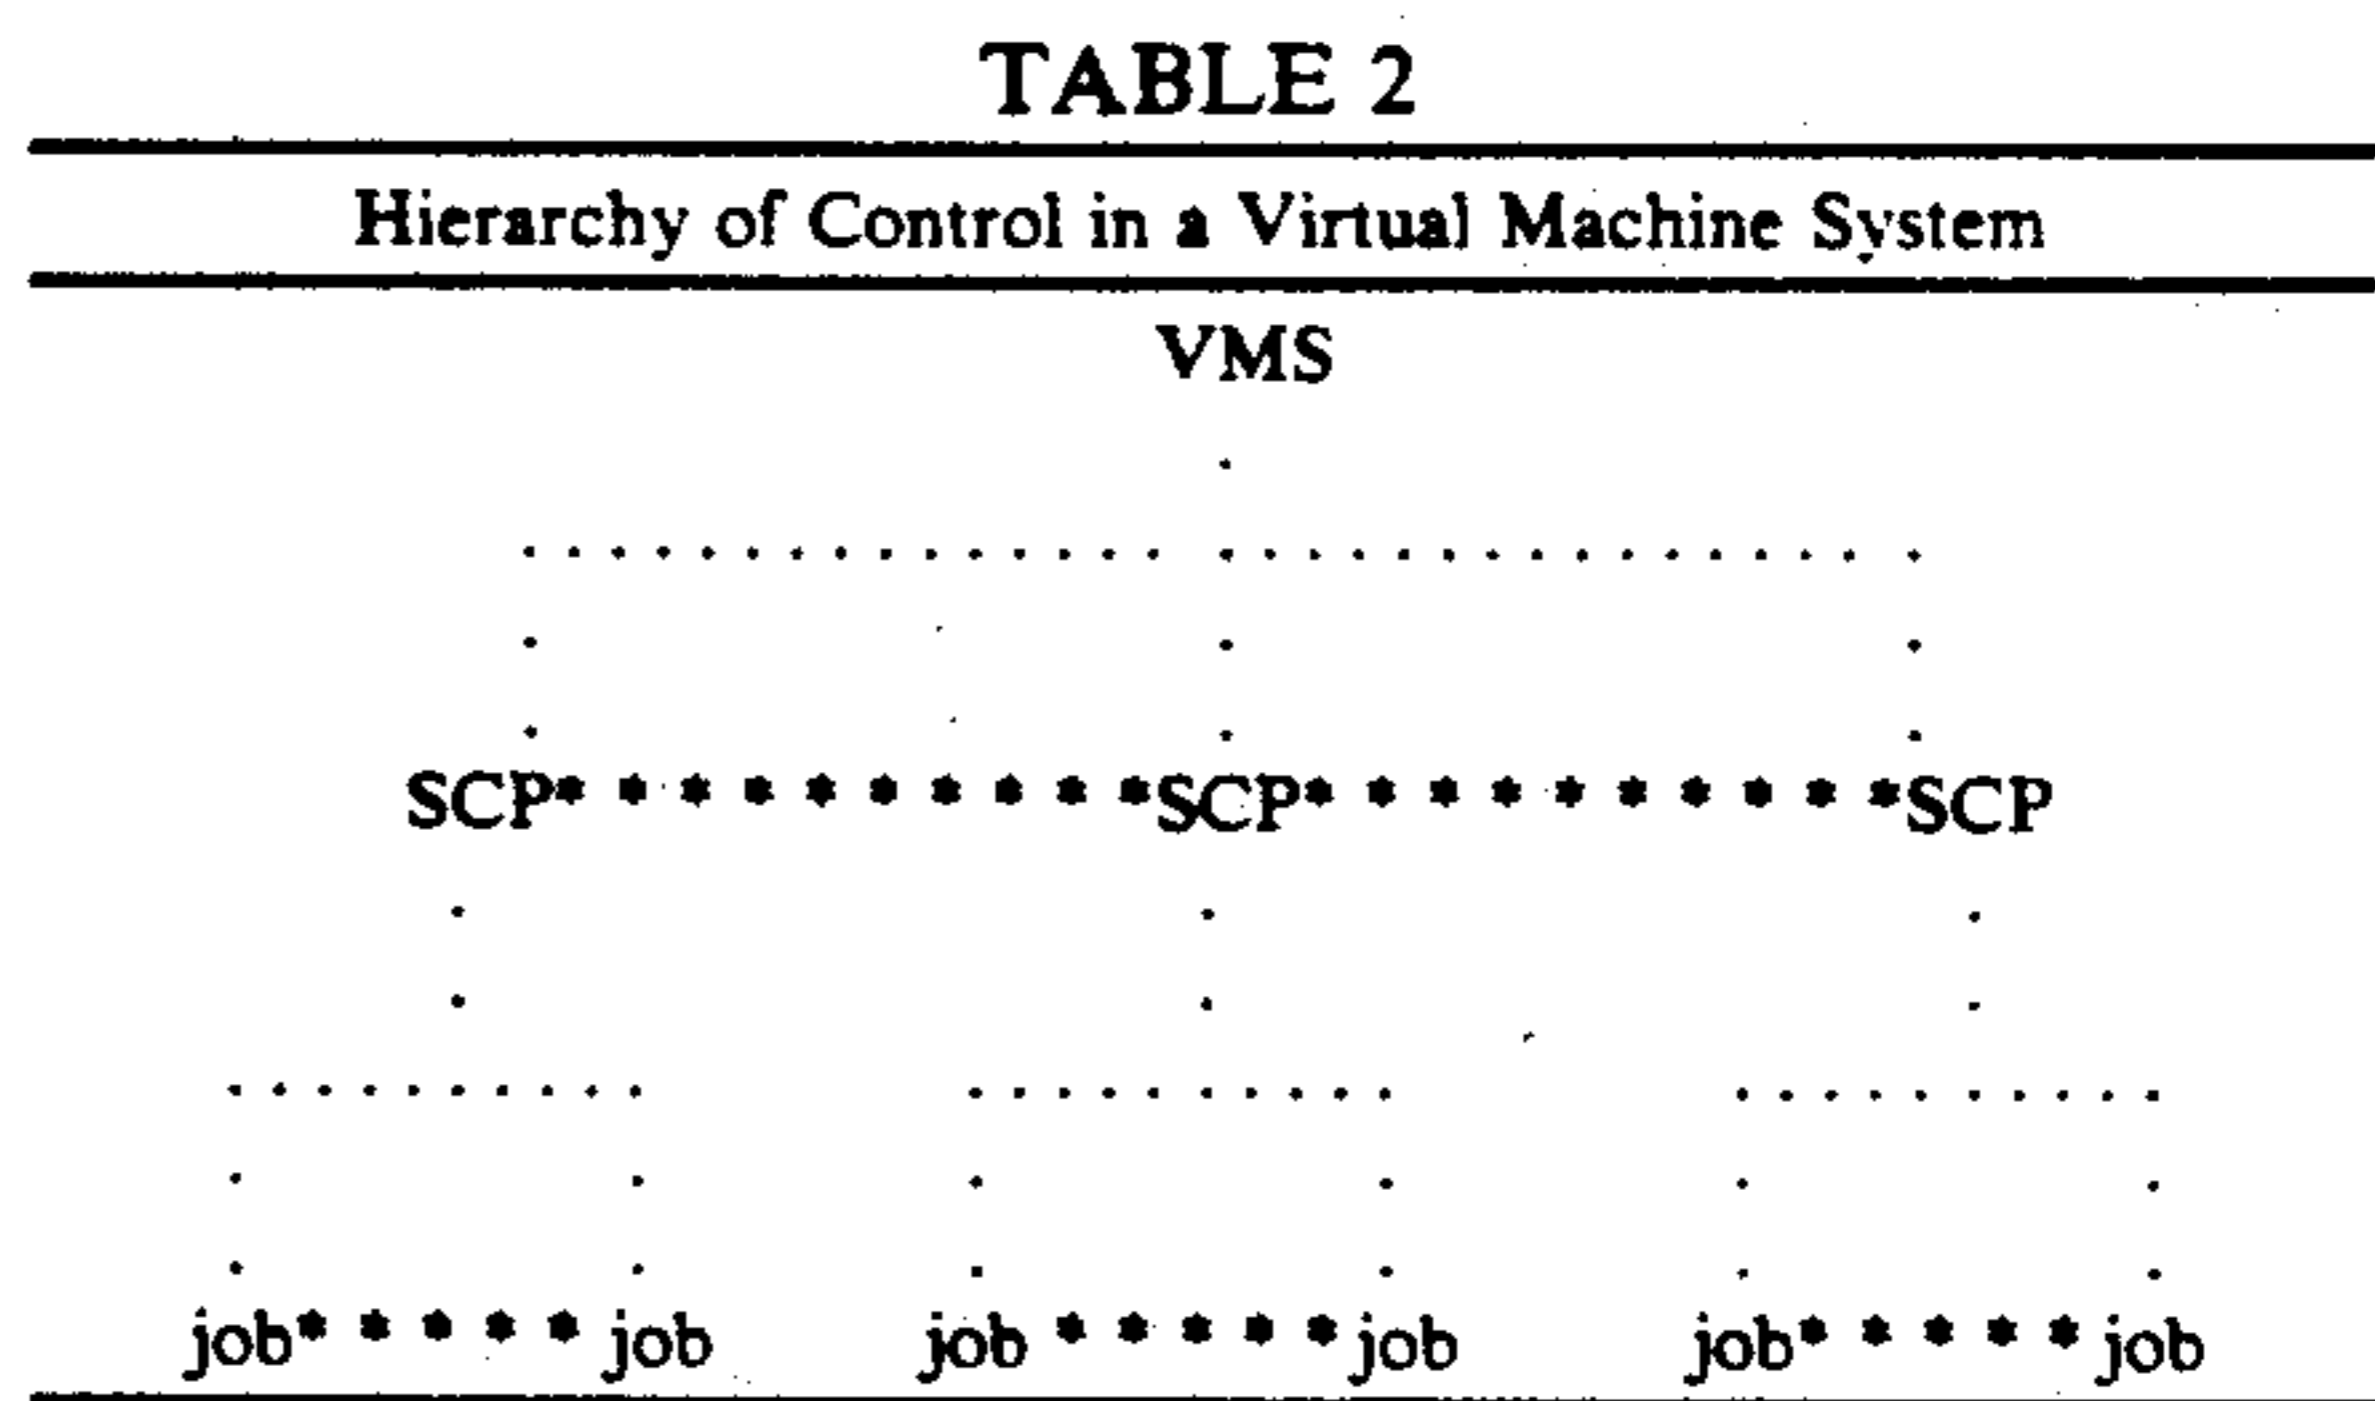 TABLE 2
Hierarchy of Control in a Virtual Machine System
VMS
SCP* * * * * * * * * *SCP* * * * * * * * * *SCP
job* * * * * job job * * * * * job job* * * * * job